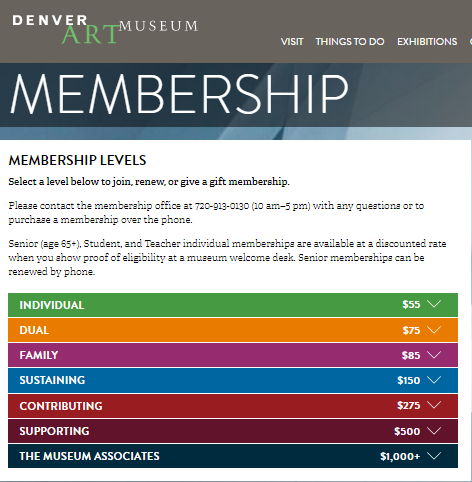 DENVER
ART MUSEUM
VISIT THINGS TO DO EXHIBITIONS
MEMBERSHIP
MEMBERSHIP LEVELS
Select a level below to join, renew, or give a gift membership.
Please contact the membership office at 720-913-0130 (10 am–5 pm) with any questions or to
purchase a membership over the phone.
Senior (age 65+), Student, and Teacher individual memberships are available at a discounted rate
when you show proof of eligibility at a museum welcome desk. Senior memberships can be
renewed by phone.
INDIVIDUAL $55
DUAL $75
FAMILY $85
SUSTAINING $150
CONTRIBUTING $275
SUPPORTING $500
THE MUSEUM ASSOCIATES $1,000+